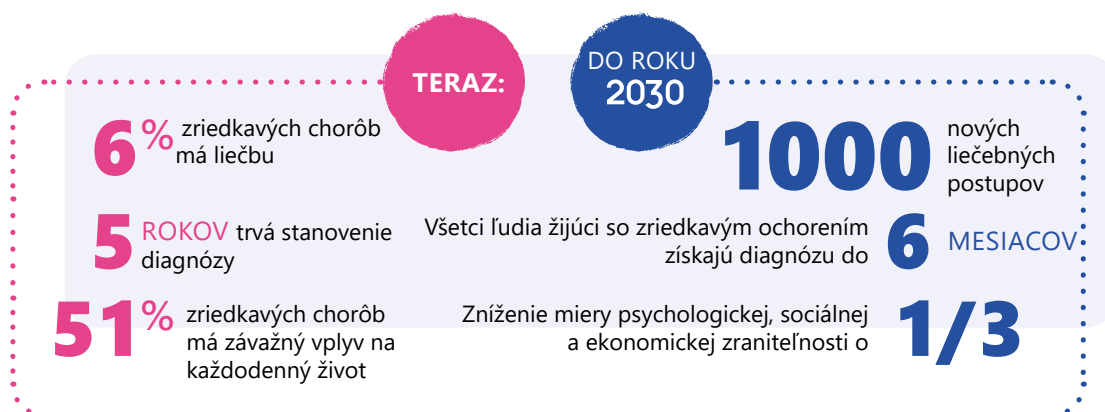 TERAZ:
6% zriedkavých chorôb
má liečbu
5 ROKOV trvá stanovenie
diagnózy
51% zriedkavých chorôb
má závažný vplyv na
každodenný život
DO ROKU
2030
1000 nových
liečebných
postupov
Všetci ľudia žijúci so zriedkavým ochorením
získajú diagnózu do 6 MESIACOV
Zníženie miery psychologickej, sociálnej
a ekonomickej zraniteľnosti o 1/3